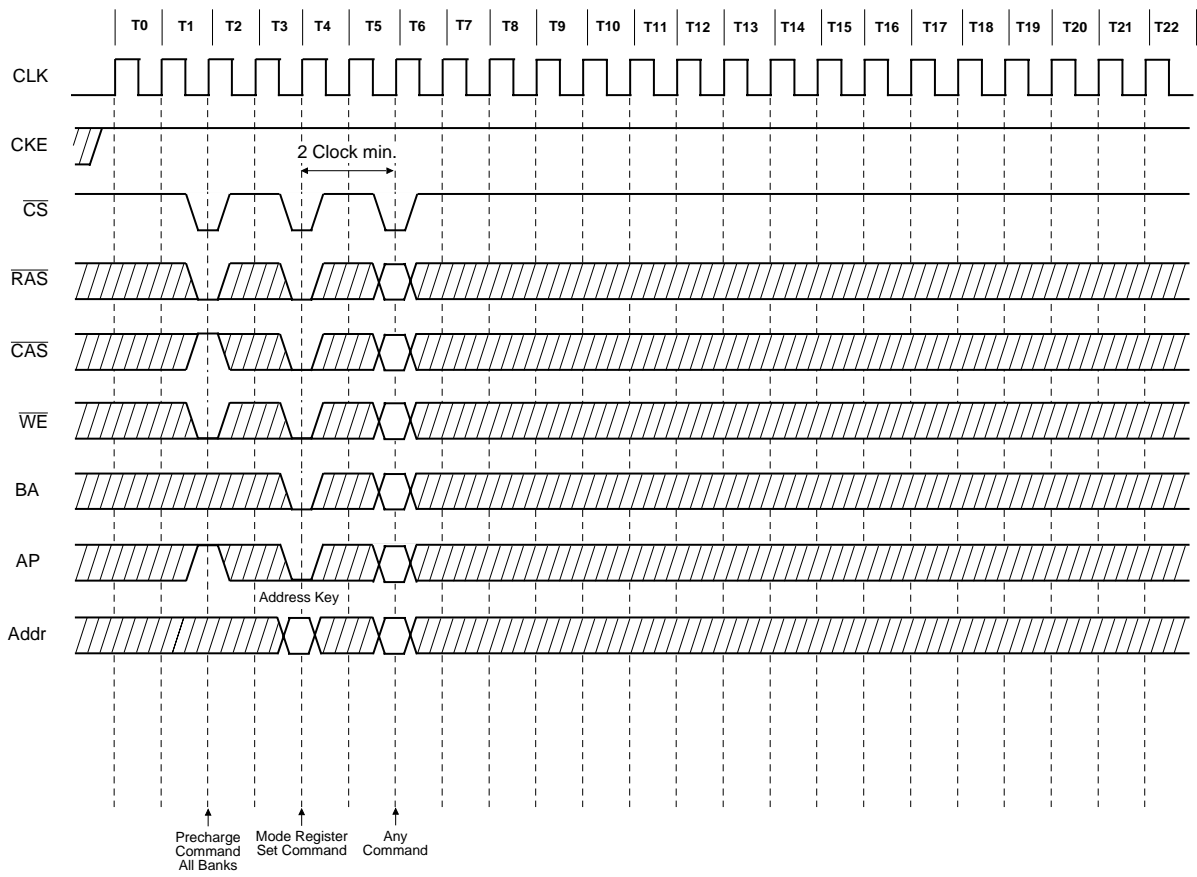 T0 T1 T2 T3 T4 T5 T6 T7 T8 T9 T10 T11 T12 T13 T14 T15 T16 T17 T18 T19 T20 T21 T22
CLK
CKE
2 Clock min.
CS
RAS
CAS
WE
BA
AP
Address Key
Addr
Precharge
Command
All Banks
Mode Register
Set Command
Any
Command